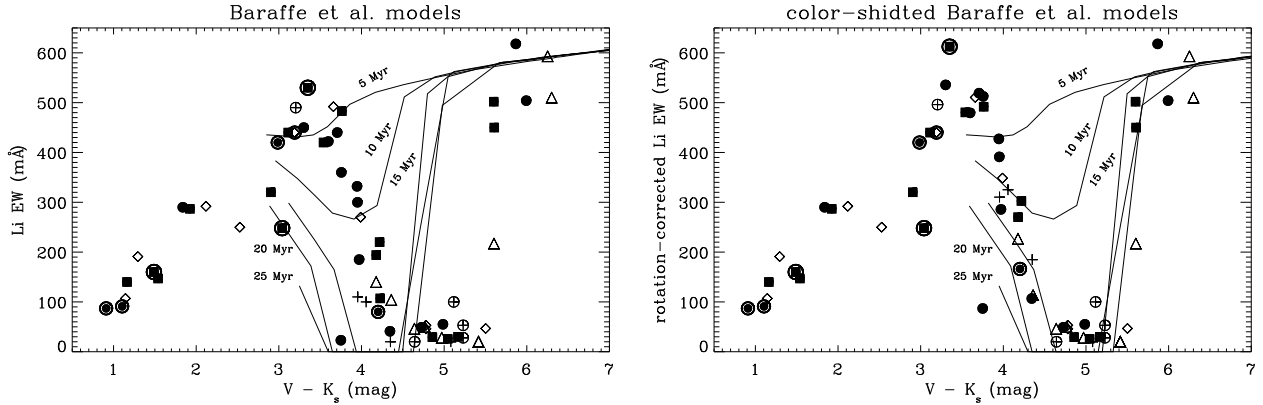 Baraffe et al. models
color-shidted Baraffe et al. models
600
500
400
300
200
100
0
Li EW (mÅ)
5 Myr
10 Myr
15 Myr
20 Myr
25 Myr
1 2 3 4 5 6 7
V - Ks (mag)
600
500
400
300
200
100
0
rotation-corrected Li EW (mÅ)
5 Myr
10 Myr
15 Myr
20 Myr
25 Myr
1 2 3 4 5 6 7
V - Ks (mag)